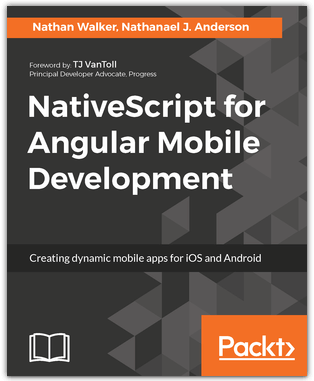 Nathan Walker, Nathanael J. Anderson
Foreword by TJ VanToll
Principal Developer Advocate, Progress
NativeScript for
Angular Mobile
Development
Creating dynamic mobile apps for iOS and Android
Packt>